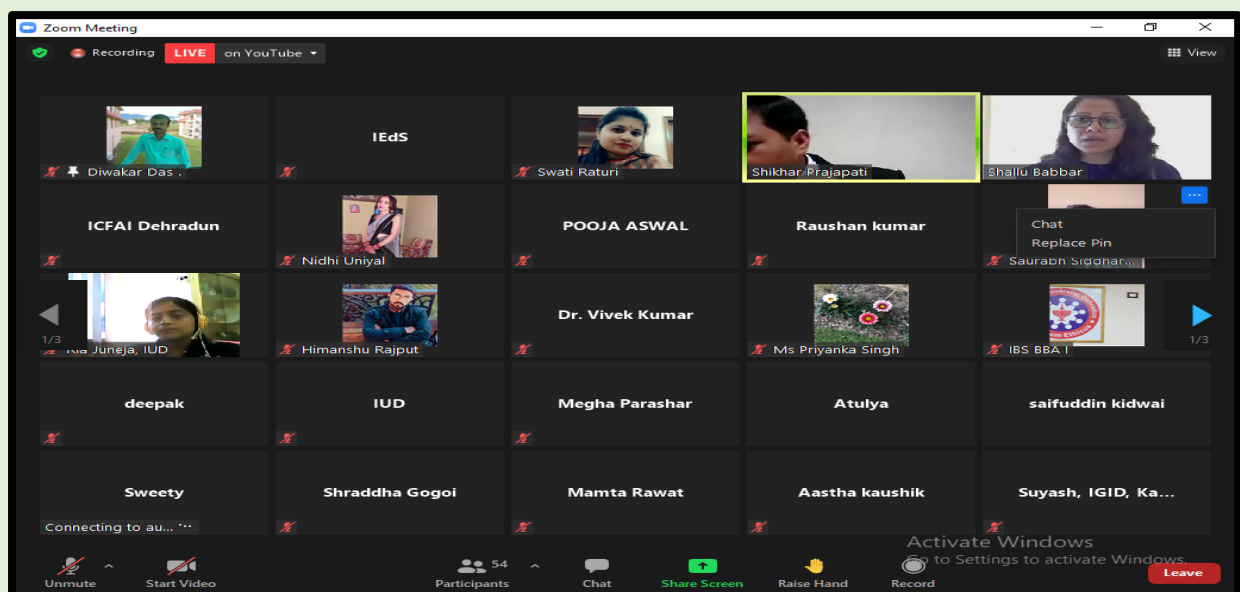 Zoom Meeting
Recording LIVE on YouTube
View
Diwakar Das .
IEdS
Swati Raturi
Shikhar Prajapati
Shallu Babbar
ICFAI Dehradun
Nidhi Uniyal
POOJA ASWAL
Raushan kumar
Chat
Replace Pin
Saurabh Siddhar...
1/3
Ria Juneja, IUD
Himanshu Rajput
Dr. Vivek Kumar
Ms Priyanka Singh
IBS BBA I
1/3
deepak
IUD
Megha Parashar
Atulya
saifuddin kidwai
Sweety
Connecting to au... ...
Shraddha Gogoi
Mamta Rawat
Aastha kaushik
Suyash, IGID, Ka...
Activate Windows
Go to Settings to activate Windows.
Unmute
Start Video
54
Participants
Chat
Share Screen
Raise Hand
Record
Leave